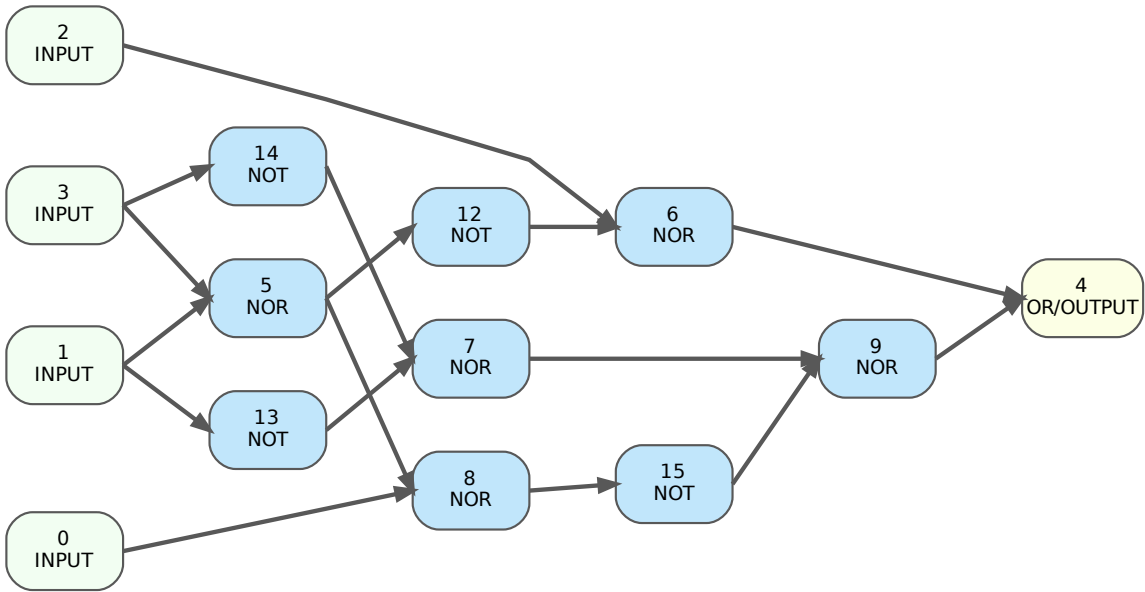 2
INPUT
14
NOT
3
INPUT
12
NOT
6
NOR
5
NOR
4
OR/OUTPUT
7
NOR
9
NOR
1
INPUT
13
NOT
8
NOR
15
NOT
0
INPUT